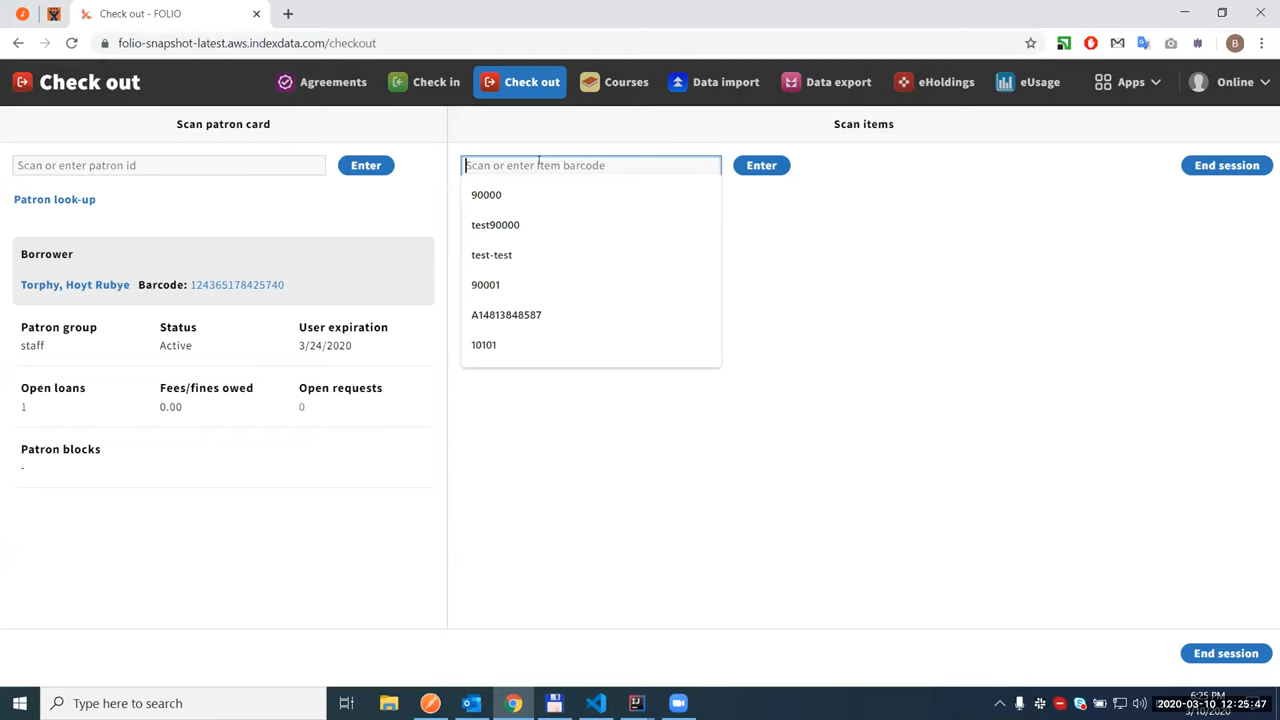 Check out - FOLIO
folio-snapshot-latest.aws.indexdata.com/checkout
B
Check out
Agreements
Check in
Check out
Courses
Data import
Data export
eHoldings
eUsage
Apps
Online
Scan patron card
Scan items
Scan or enter patron id
Enter
Scan or enter item barcode
Enter
End session
Patron look-up
90000
test90000
test-test
90001
A14813848587
10101
Borrower
Torphy, Hoyt Rubye Barcode: 124365178425740
Patron group
Status
User expiration
staff
Active
3/24/2020
Open loans
Fees/fines owed
Open requests
1
0.00
0
Patron blocks
-
End session
Type here to search
6:25 PM
2020-03-10 12:25:47